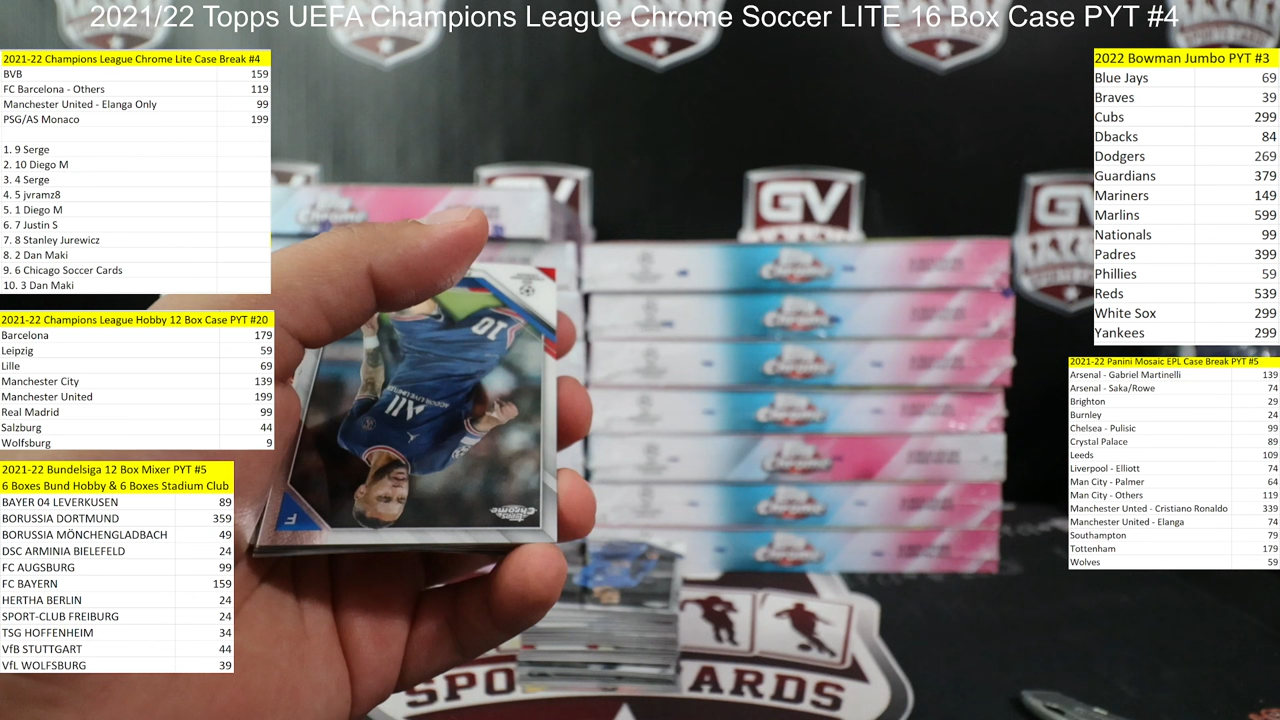 2021/22 Topps UEFA Champions League Chrome Soccer LITE 16 Box Case PYT #4
2021-22 Champions League Chrome Lite Case Break #4
BVB 159
FC Barcelona - Others 119
Manchester United - Elanga Only 99
PSG/AS Monaco 199
1. 9 Serge
2. 10 Diego M
3. 4 Serge
4. 5 jvramz8
5. 1 Diego M
6. 7 Justin S
7. 8 Stanley Jurewicz
8. 2 Dan Maki
9. 6 Chicago Soccer Cards
10. 3 Dan Maki
2021-22 Champions League Hobby 12 Box Case PYT #20
Barcelona 179
Leipzig 59
Lille 69
Manchester City 139
Manchester United 199
Real Madrid 99
Salzburg 44
Wolfsburg 9
2021-22 Bundelsiga 12 Box Mixer PYT #5
6 Boxes Bund Hobby & 6 Boxes Stadium Club
BAYER 04 LEVERKUSEN 89
BORUSSIA DORTMUND 359
BORUSSIA MÖNCHENGLADBACH 49
DSC ARMINIA BIELEFELD 24
FC AUGSBURG 99
FC BAYERN 159
HERTHA BERLIN 24
SPORT-CLUB FREIBURG 24
TSG HOFFENHEIM 34
VfB STUTTGART 44
VfL WOLFSBURG 39
2022 Bowman Jumbo PYT #3
Blue Jays 69
Braves 39
Cubs 299
Dbacks 84
Dodgers 269
Guardians 379
Mariners 149
Marlins 599
Nationals 99
Padres 399
Phillies 59
Reds 539
White Sox 299
Yankees 299
2021-22 Panini Mosaic EPL Case Break PYT #5
Arsenal - Gabriel Martinelli 139
Arsenal - Saka/Rowe 74
Brighton 29
Burnley 24
Chelsea - Pulisic 99
Crystal Palace 89
Leeds 109
Liverpool - Elliott 74
Man City - Palmer 64
Man City - Others 119
Manchester Unted - Cristiano Ronaldo 339
Manchester United - Elanga 74
Southampton 79
Tottenham 179
Wolves 59
GV
10
ALL
Topps Chrome